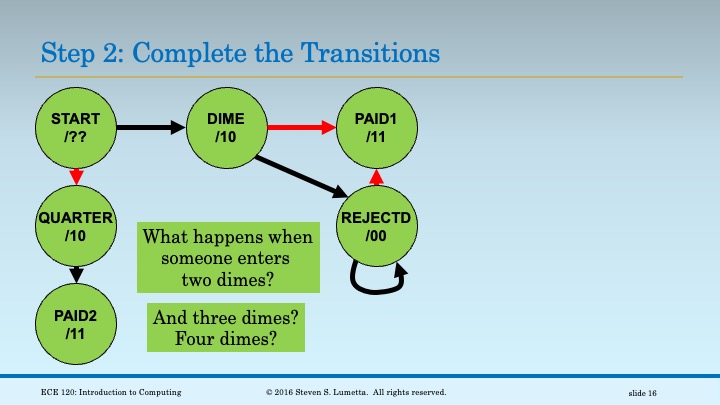 Step 2: Complete the Transitions
START
/??
DIME
/10
PAID1
/11
QUARTER
/10
REJECTD
/00
What happens when
someone enters
two dimes?
PAID2
/11
And three dimes?
Four dimes?
ECE 120: Introduction to Computing
© 2016 Steven S. Lumetta. All rights reserved.
slide 16